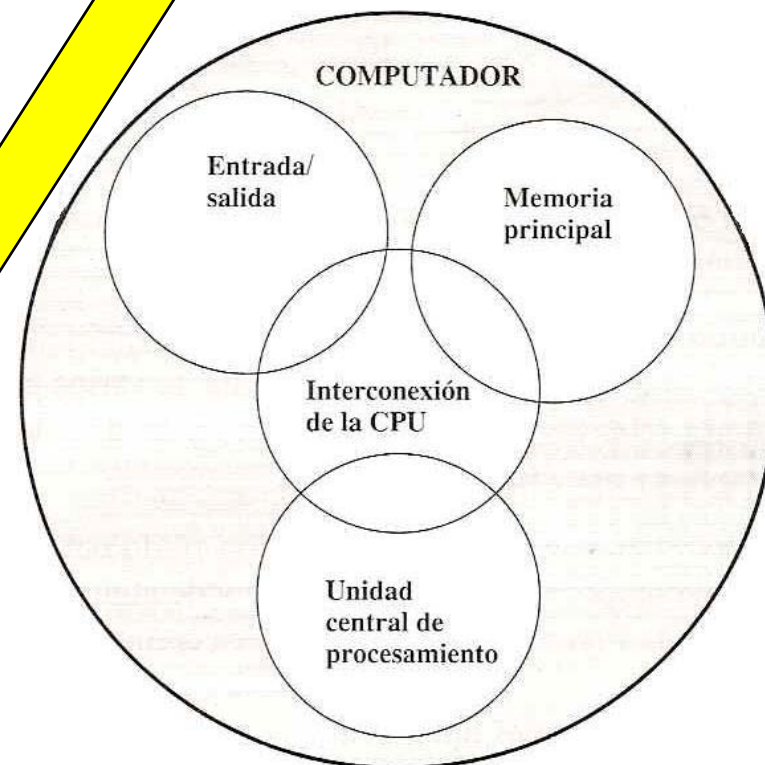 COMPUTADOR
Entrada/
salida
Memoria
principal
Interconexión
de la CPU
Unidad
central de
procesamiento